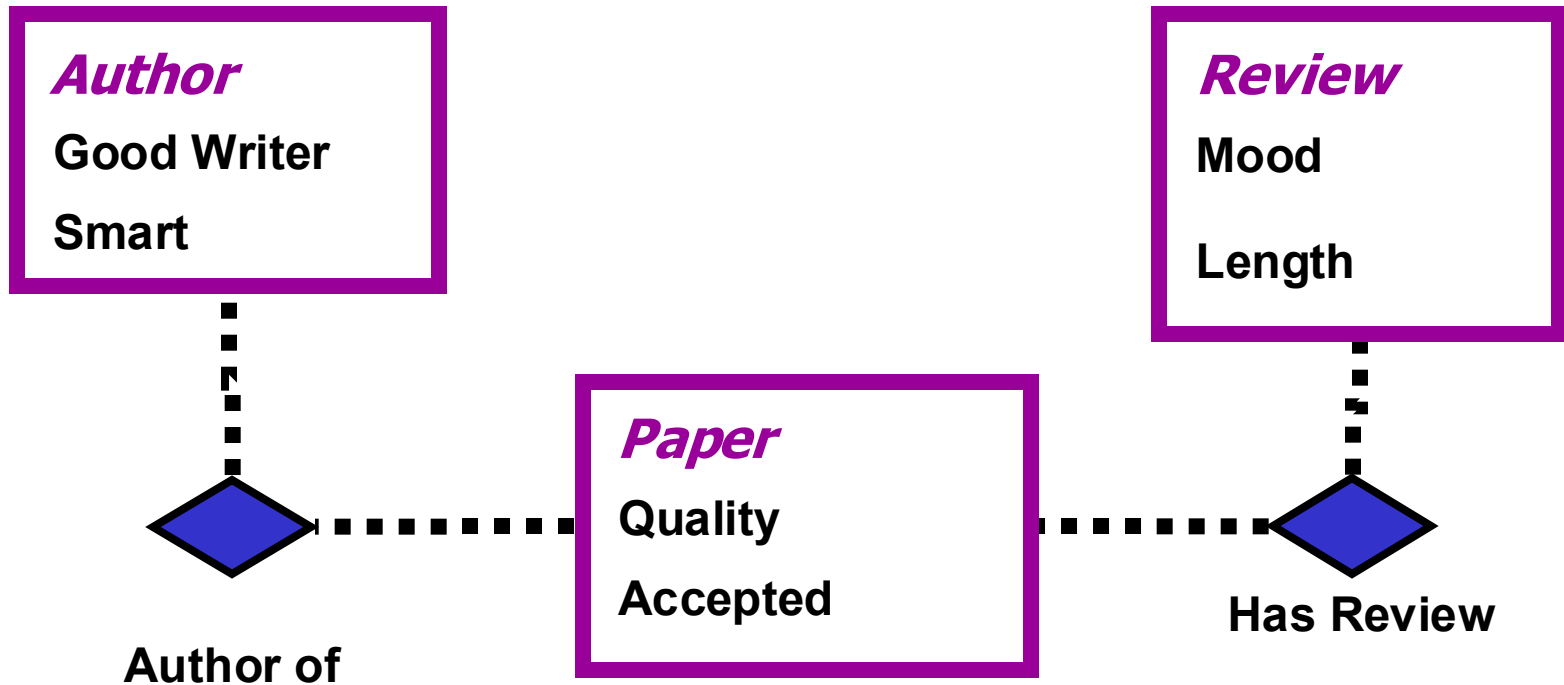 Author
Good Writer
Smart
Review
Mood
Length
Paper
Quality
Accepted
Author of
Has Review